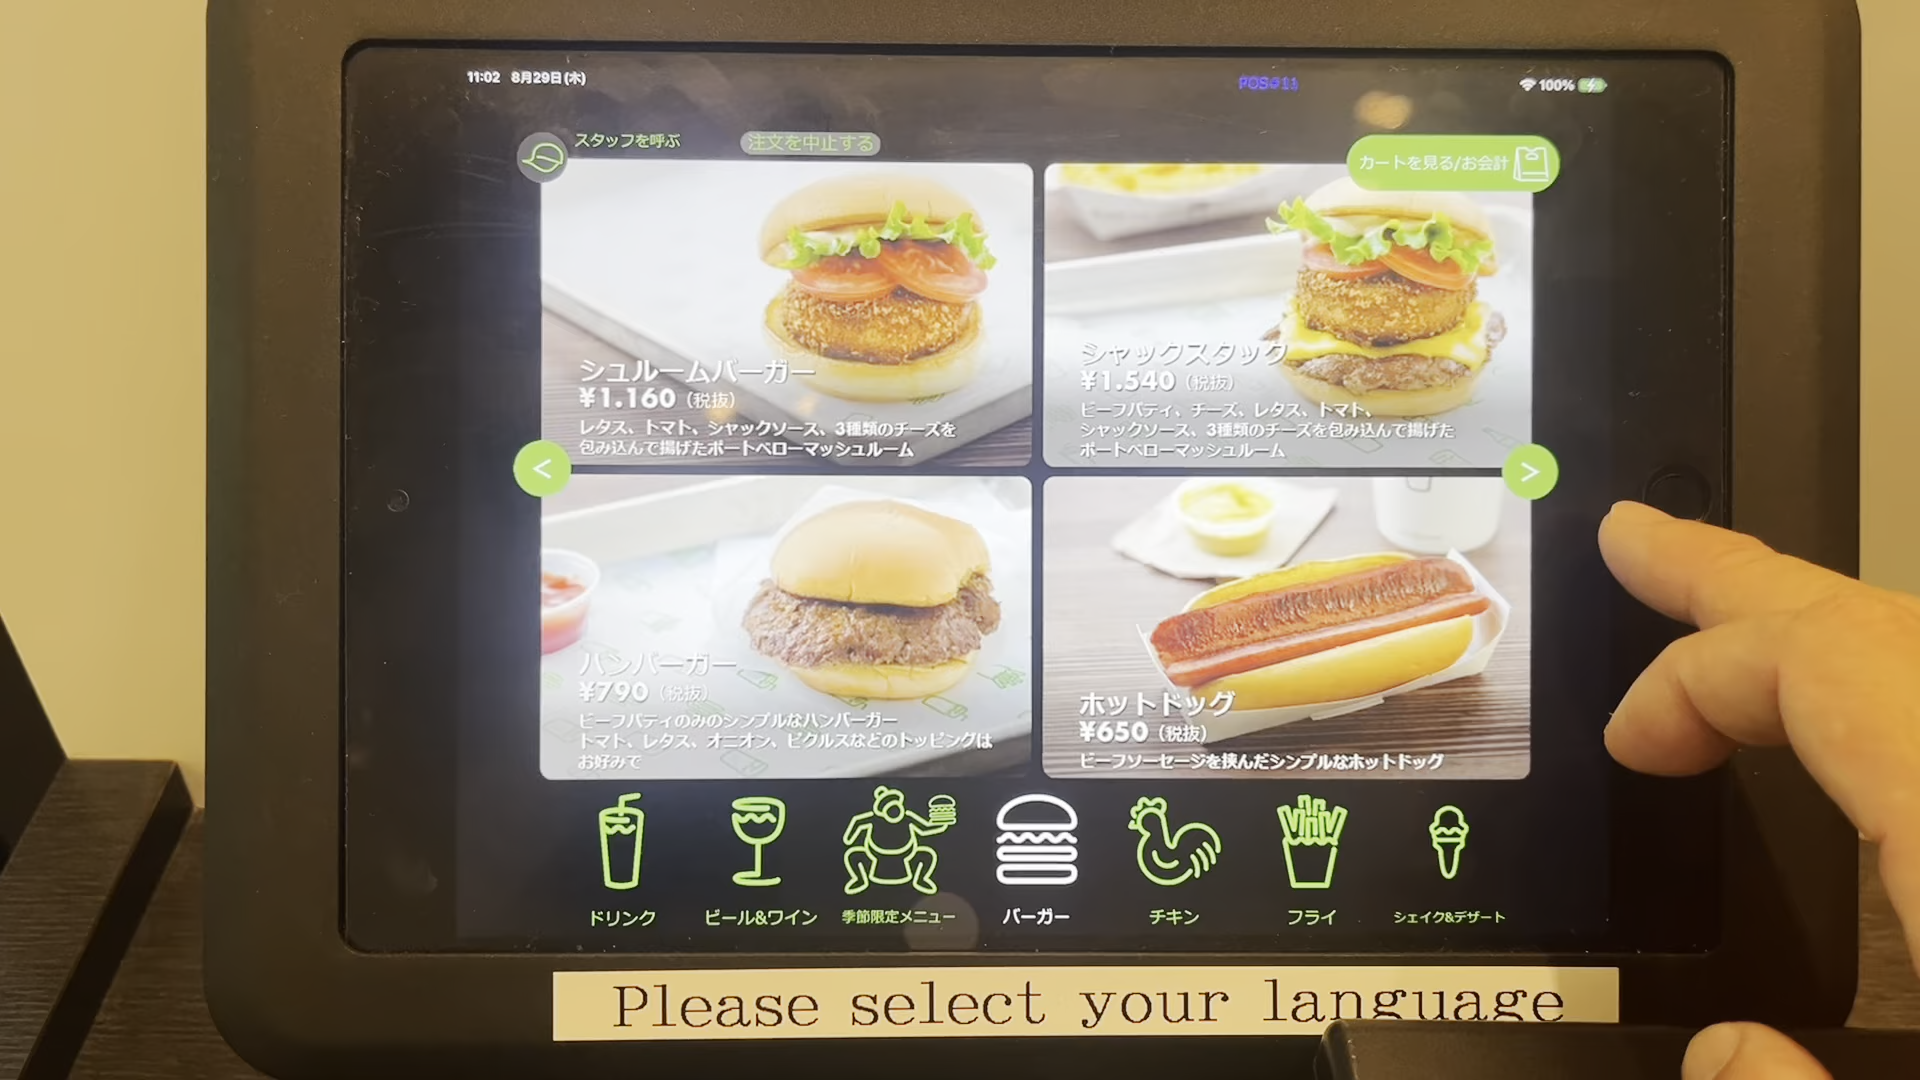 11:02 8月29日(木)
POS#11
100%
スタッフを呼ぶ
注文を中止する
カートを見る/お会計
シュルームバーガー
¥1.160 (税抜)
レタス、トマト、シャックソース、3種類のチーズを
包み込んで揚げたポートベローマッシュルーム
シャックスタック
¥1.540 (税抜)
ビーフパティ、チーズ、レタス、トマト、
シャックソース、3種類のチーズを包み込んで揚げた
ポートベローマッシュルーム
<
>
ハンバーガー
¥790 (税抜)
ビーフパティのみのシンプルなハンバーガー
トマト、レタス、オニオン、ピクルスなどのトッピングは
お好みで
ホットドッグ
¥650 (税抜)
ビーフソーセージを挟んだシンプルなホットドッグ
ドリンク
ビール&ワイン
季節限定メニュー
バーガー
チキン
フライ
シェイク&デザート
Please select your language